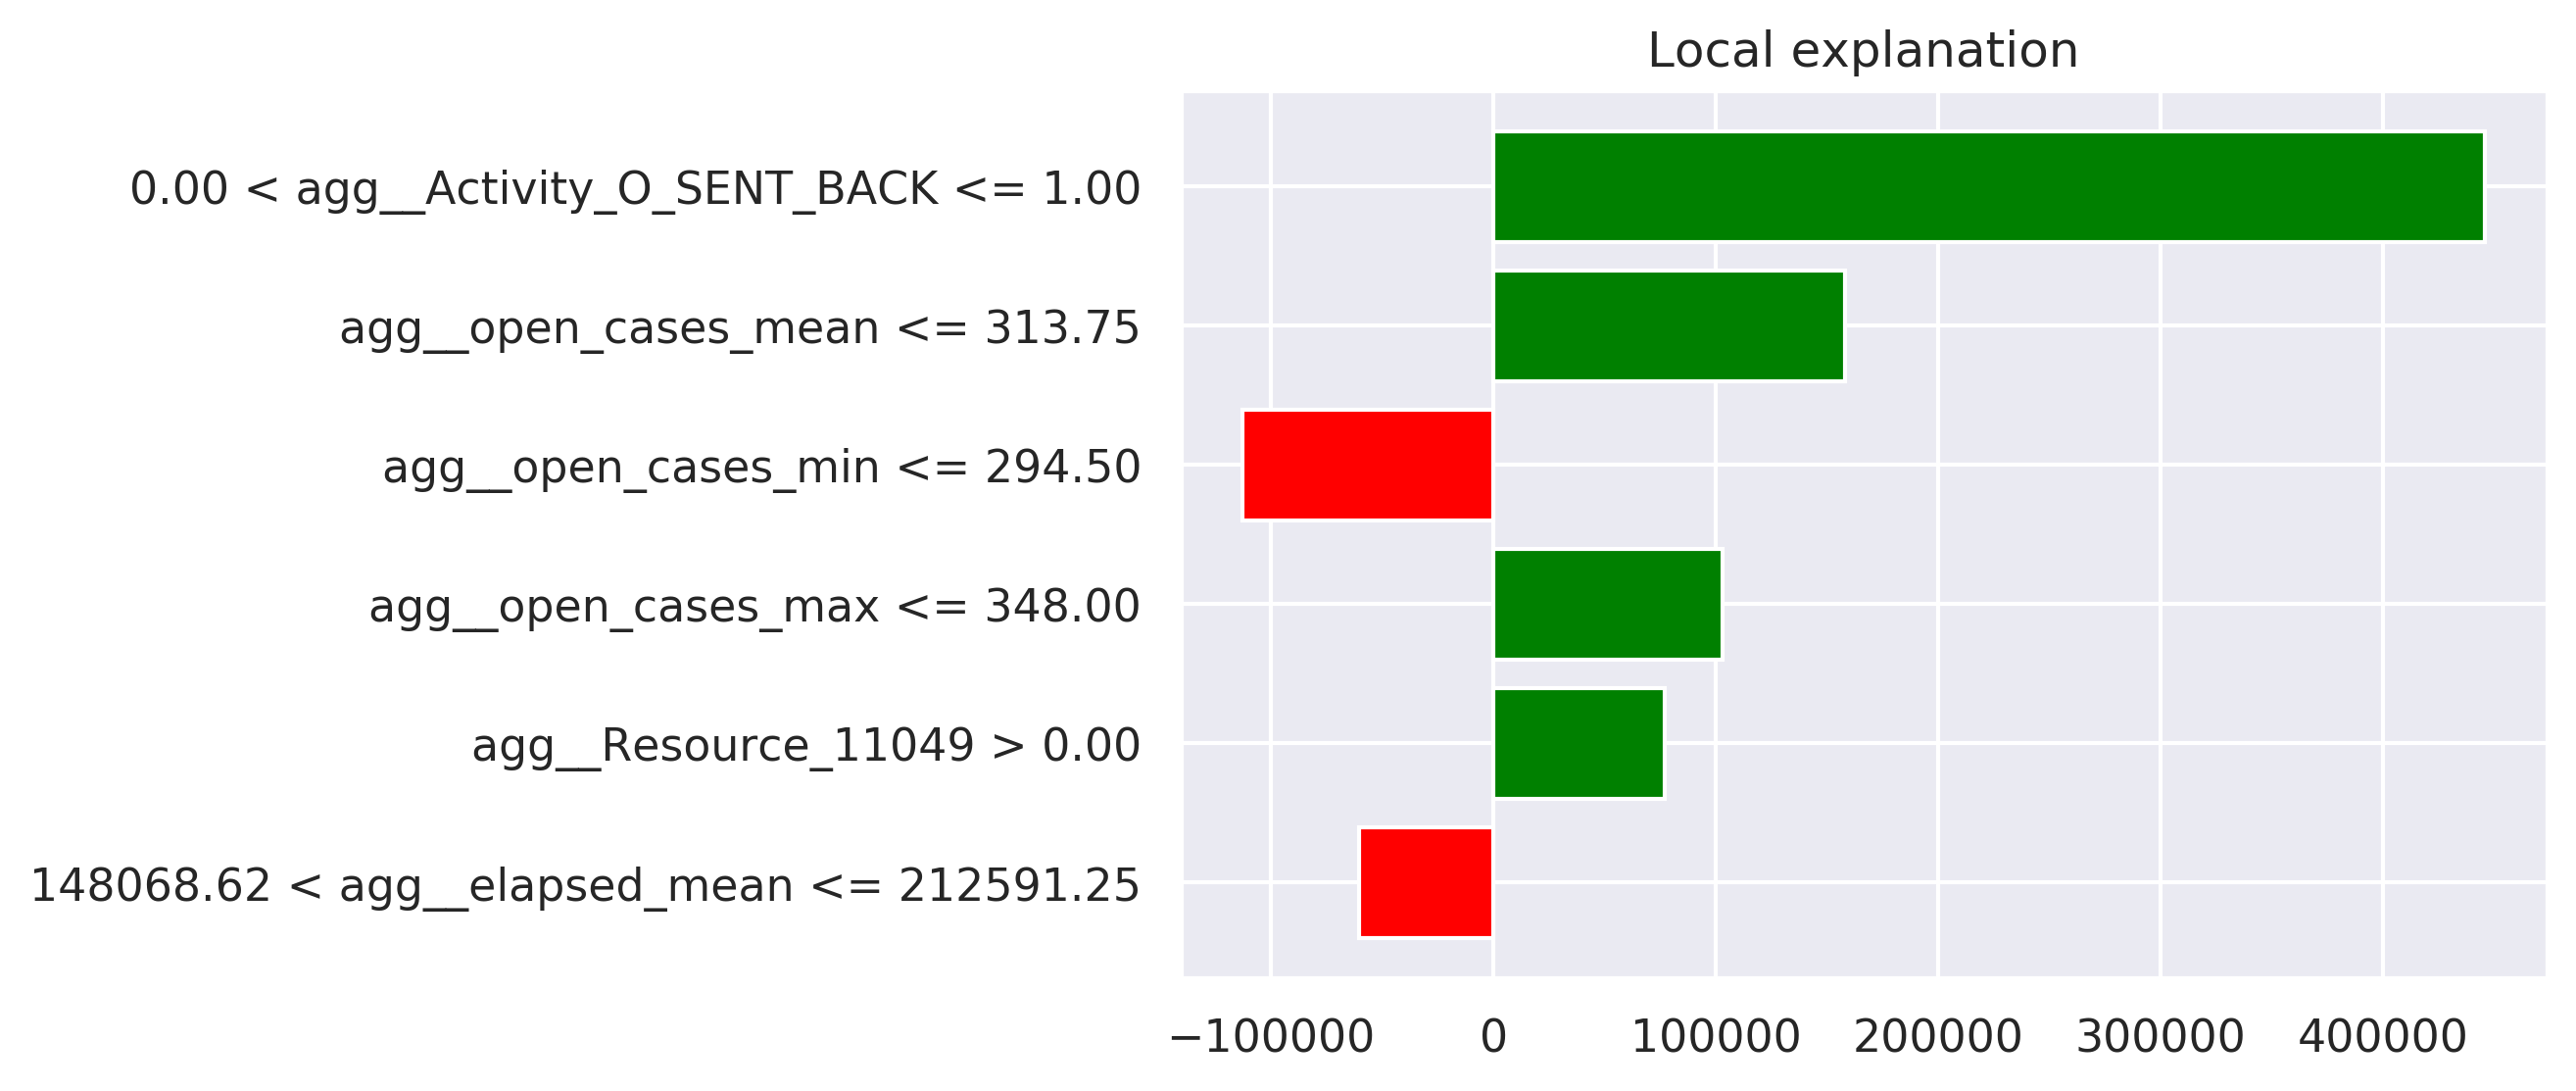 Local explanation
0.00 < agg__Activity_O_SENT_BACK <= 1.00
agg__open_cases_mean <= 313.75
agg__open_cases_min <= 294.50
agg__open_cases_max <= 348.00
agg__Resource_11049 > 0.00
148068.62 < agg__elapsed_mean <= 212591.25
−100000 0 100000 200000 300000 400000